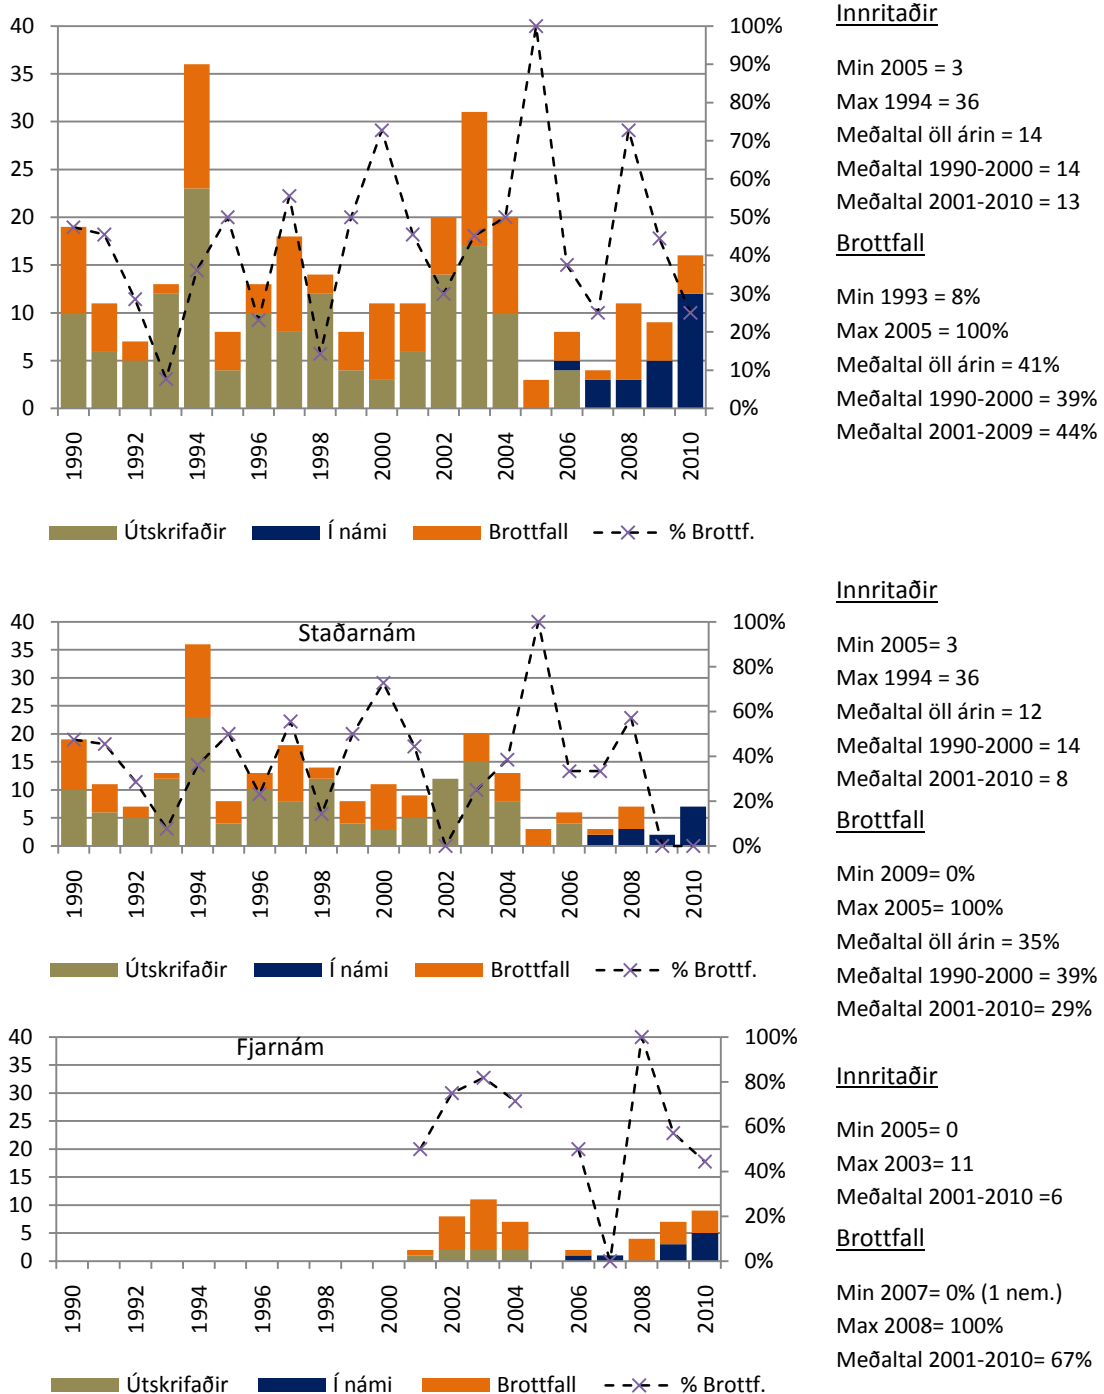 40
35
30
25
20
15
10
5
0
100%
90%
80%
70%
60%
50%
40%
30%
20%
10%
0%
1990
1992
1994
1996
1998
2000
2002
2004
2006
2008
2010
Útskrifaðir
Í námi
Brottfall
% Brottf.
Innritaðir
Min 2005 = 3
Max 1994 = 36
Meðaltal öll árin = 14
Meðaltal 1990-2000 = 14
Meðaltal 2001-2010 = 13
Brottfall
Min 1993 = 8%
Max 2005 = 100%
Meðaltal öll árin = 41%
Meðaltal 1990-2000 = 39%
Meðaltal 2001-2009 = 44%
Staðarnám
40
35
30
25
20
15
10
5
0
100%
80%
60%
40%
20%
0%
1990
1992
1994
1996
1998
2000
2002
2004
2006
2008
2010
Útskrifaðir
Í námi
Brottfall
% Brottf.
Innritaðir
Min 2005= 3
Max 1994 = 36
Meðaltal öll árin = 12
Meðaltal 1990-2000 = 14
Meðaltal 2001-2010 = 8
Brottfall
Min 2009= 0%
Max 2005= 100%
Meðaltal öll árin = 35%
Meðaltal 1990-2000 = 39%
Meðaltal 2001-2010= 29%
Fjarnám
40
35
30
25
20
15
10
5
0
100%
80%
60%
40%
20%
0%
1990
1992
1994
1996
1998
2000
2002
2004
2006
2008
2010
Útskrifaðir
Í námi
Brottfall
% Brottf.
Innritaðir
Min 2005= 0
Max 2003= 11
Meðaltal 2001-2010 =6
Brottfall
Min 2007= 0% (1 nem.)
Max 2008= 100%
Meðaltal 2001-2010= 67%